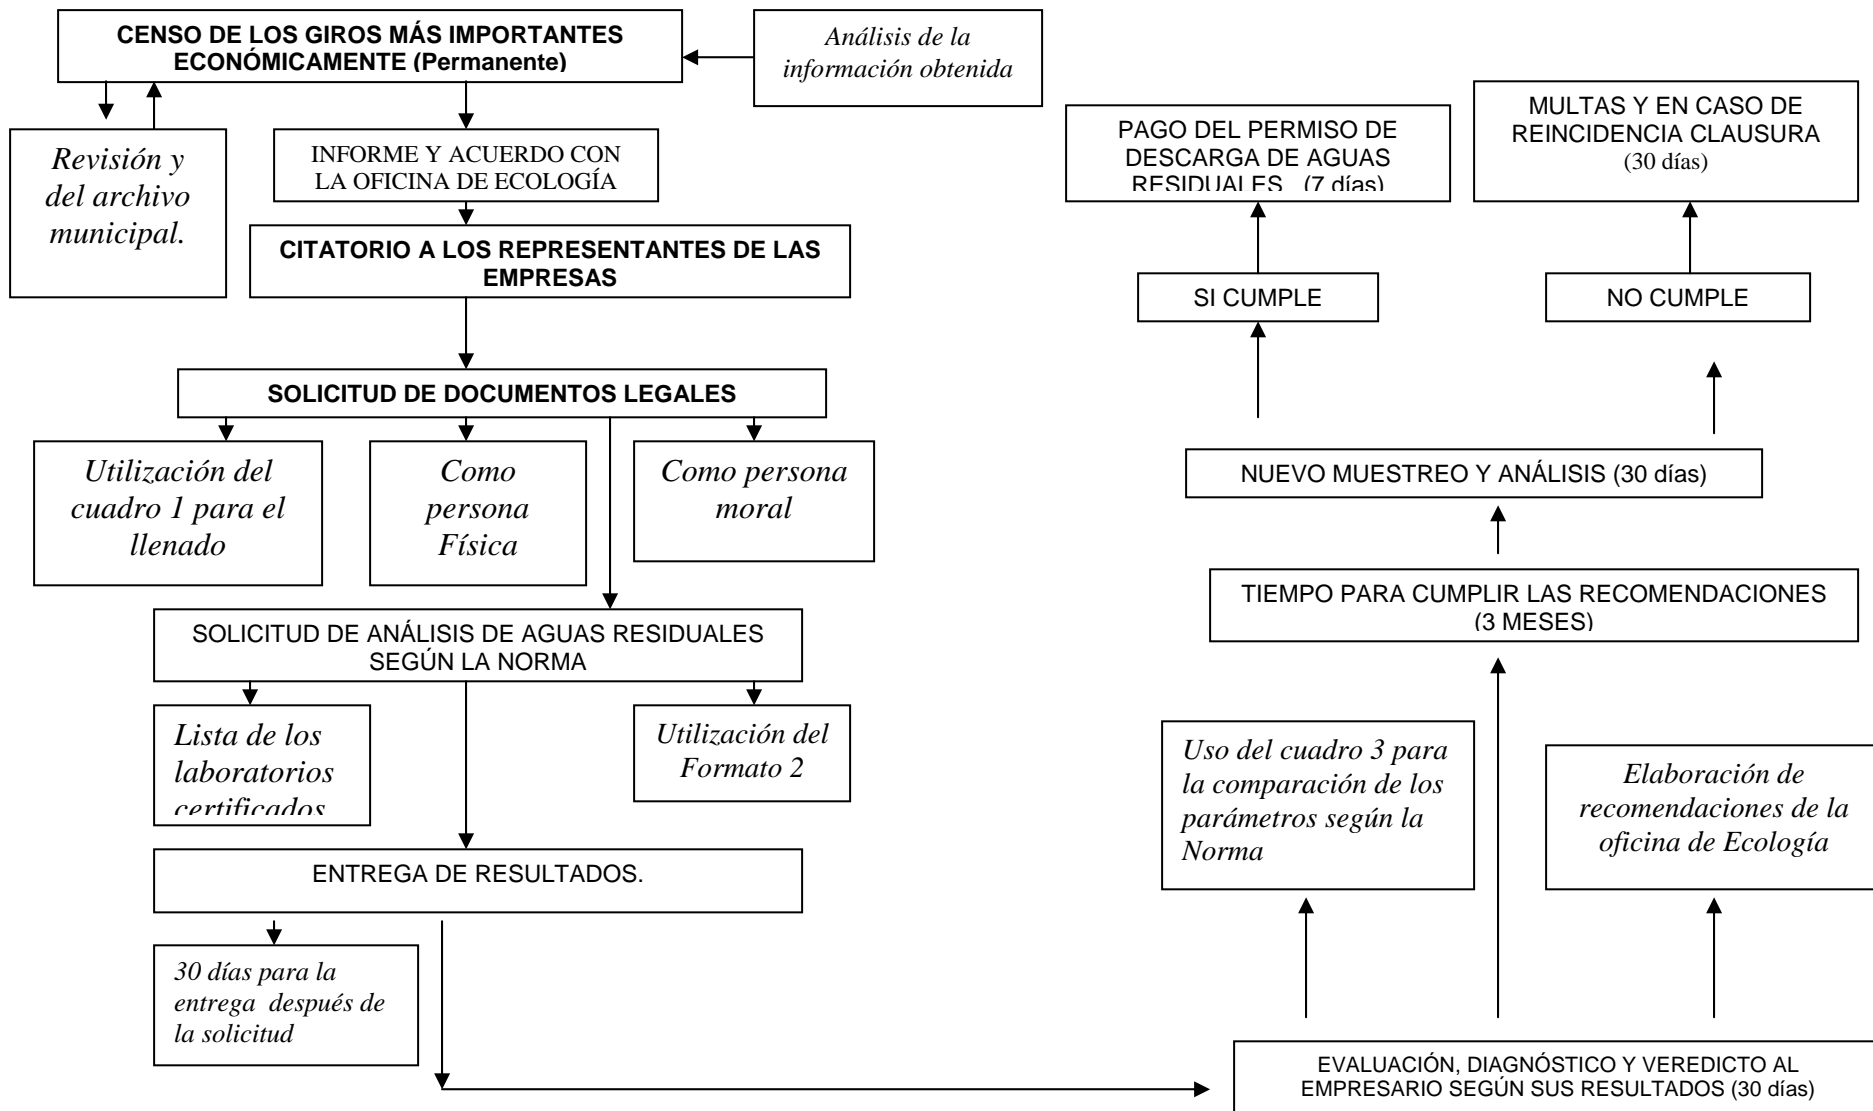 CENSO DE LOS GIROS MÁS IMPORTANTES
ECONÓMICAMENTE (Permanente)
Análisis de la
información obtenida
Revisión y
del archivo
municipal.
INFORME Y ACUERDO CON
LA OFICINA DE ECOLOGÍA
CITATORIO A LOS REPRESENTANTES DE LAS
EMPRESAS
SOLICITUD DE DOCUMENTOS LEGALES
Utilización del
cuadro 1 para el
llenado
Como
persona
Física
Como persona
moral
SOLICITUD DE ANÁLISIS DE AGUAS RESIDUALES
SEGÚN LA NORMA
Lista de los
laboratorios
certificados
Utilización del
Formato 2
ENTREGA DE RESULTADOS.
30 días para la
entrega después de
la solicitud
EVALUACIÓN, DIAGNÓSTICO Y VEREDICTO AL
EMPRESARIO SEGÚN SUS RESULTADOS (30 días)
Uso del cuadro 3 para
la comparación de los
parámetros según la
Norma
Elaboración de
recomendaciones de la
oficina de Ecología
TIEMPO PARA CUMPLIR LAS RECOMENDACIONES
(3 MESES)
NUEVO MUESTREO Y ANÁLISIS (30 días)
SI CUMPLE
NO CUMPLE
PAGO DEL PERMISO DE
DESCARGA DE AGUAS
RESIDUALES (7 días)
MULTAS Y EN CASO DE
REINCIDENCIA CLAUSURA
(30 días)